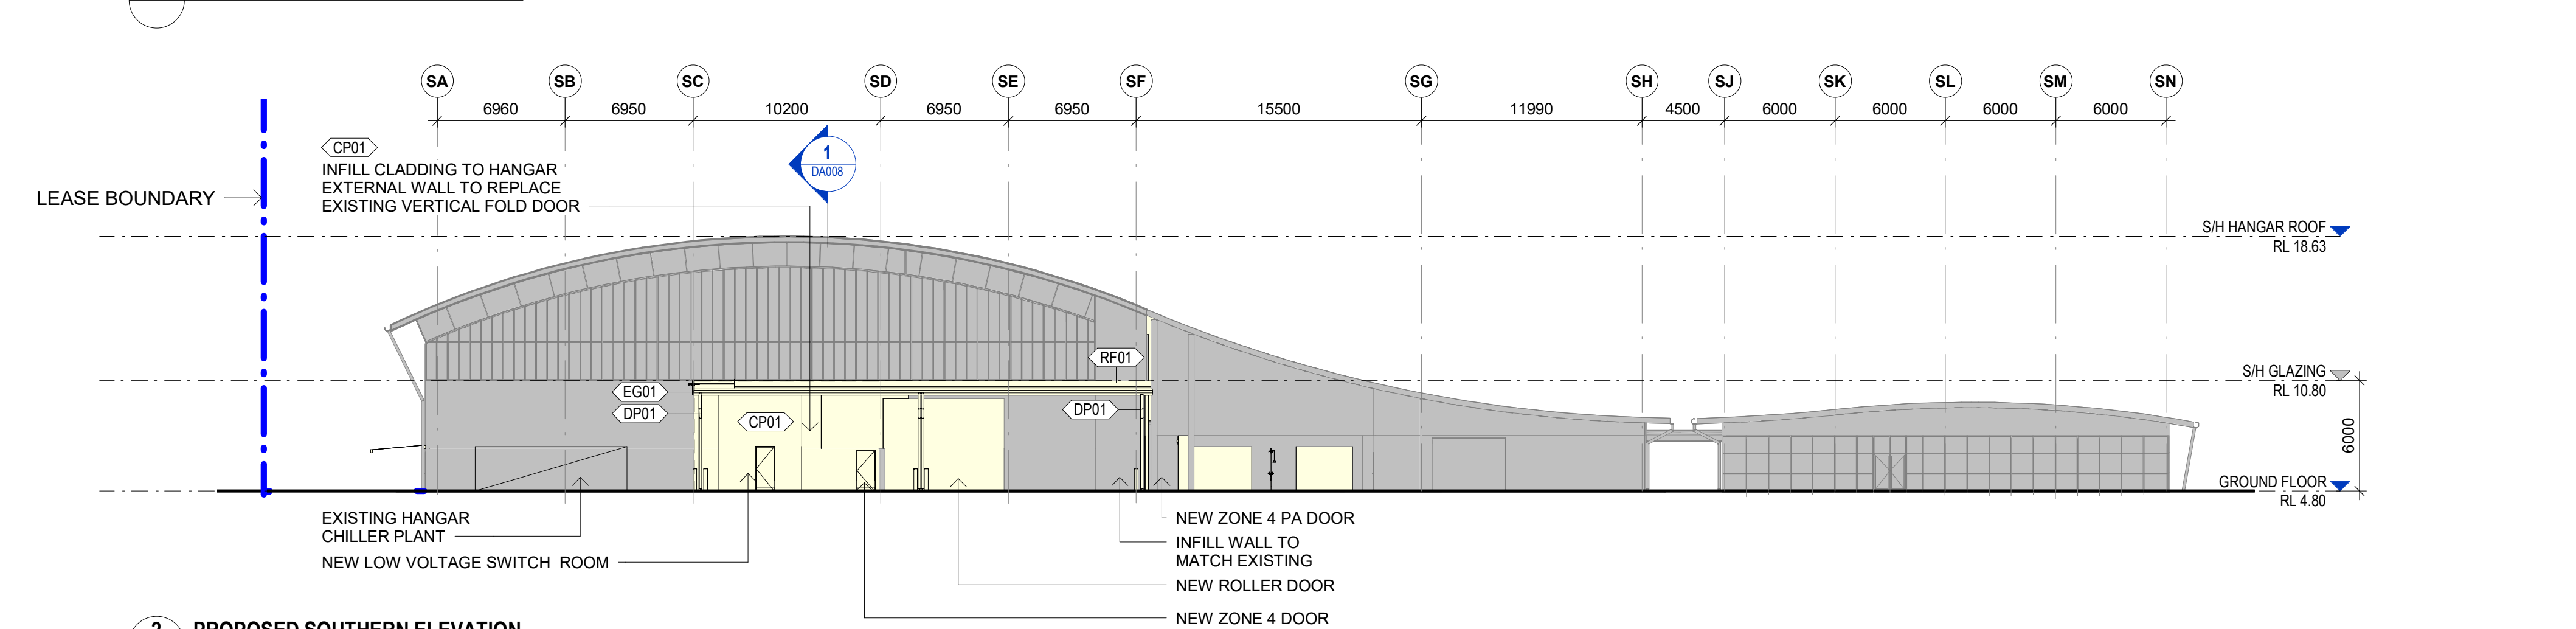 SA SB SC SD SE SF SG SH SJ SK SL SM SN
6960 6950 10200 6950 6950 15500 11990 4500 6000 6000 6000 6000
CP01
INFILL CLADDING TO HANGAR
EXTERNAL WALL TO REPLACE
EXISTING VERTICAL FOLD DOOR
1
DA008
LEASE BOUNDARY
S/H HANGAR ROOF
RL 18.63
RF01
S/H GLAZING
RL 10.80
EG01
DP01
CP01
DP01
6000
GROUND FLOOR
RL 4.80
EXISTING HANGAR
CHILLER PLANT
NEW LOW VOLTAGE SWITCH ROOM
NEW ZONE 4 PA DOOR
INFILL WALL TO
MATCH EXISTING
NEW ROLLER DOOR
NEW ZONE 4 DOOR
2 PROPOSED SOUTHERN ELEVATION